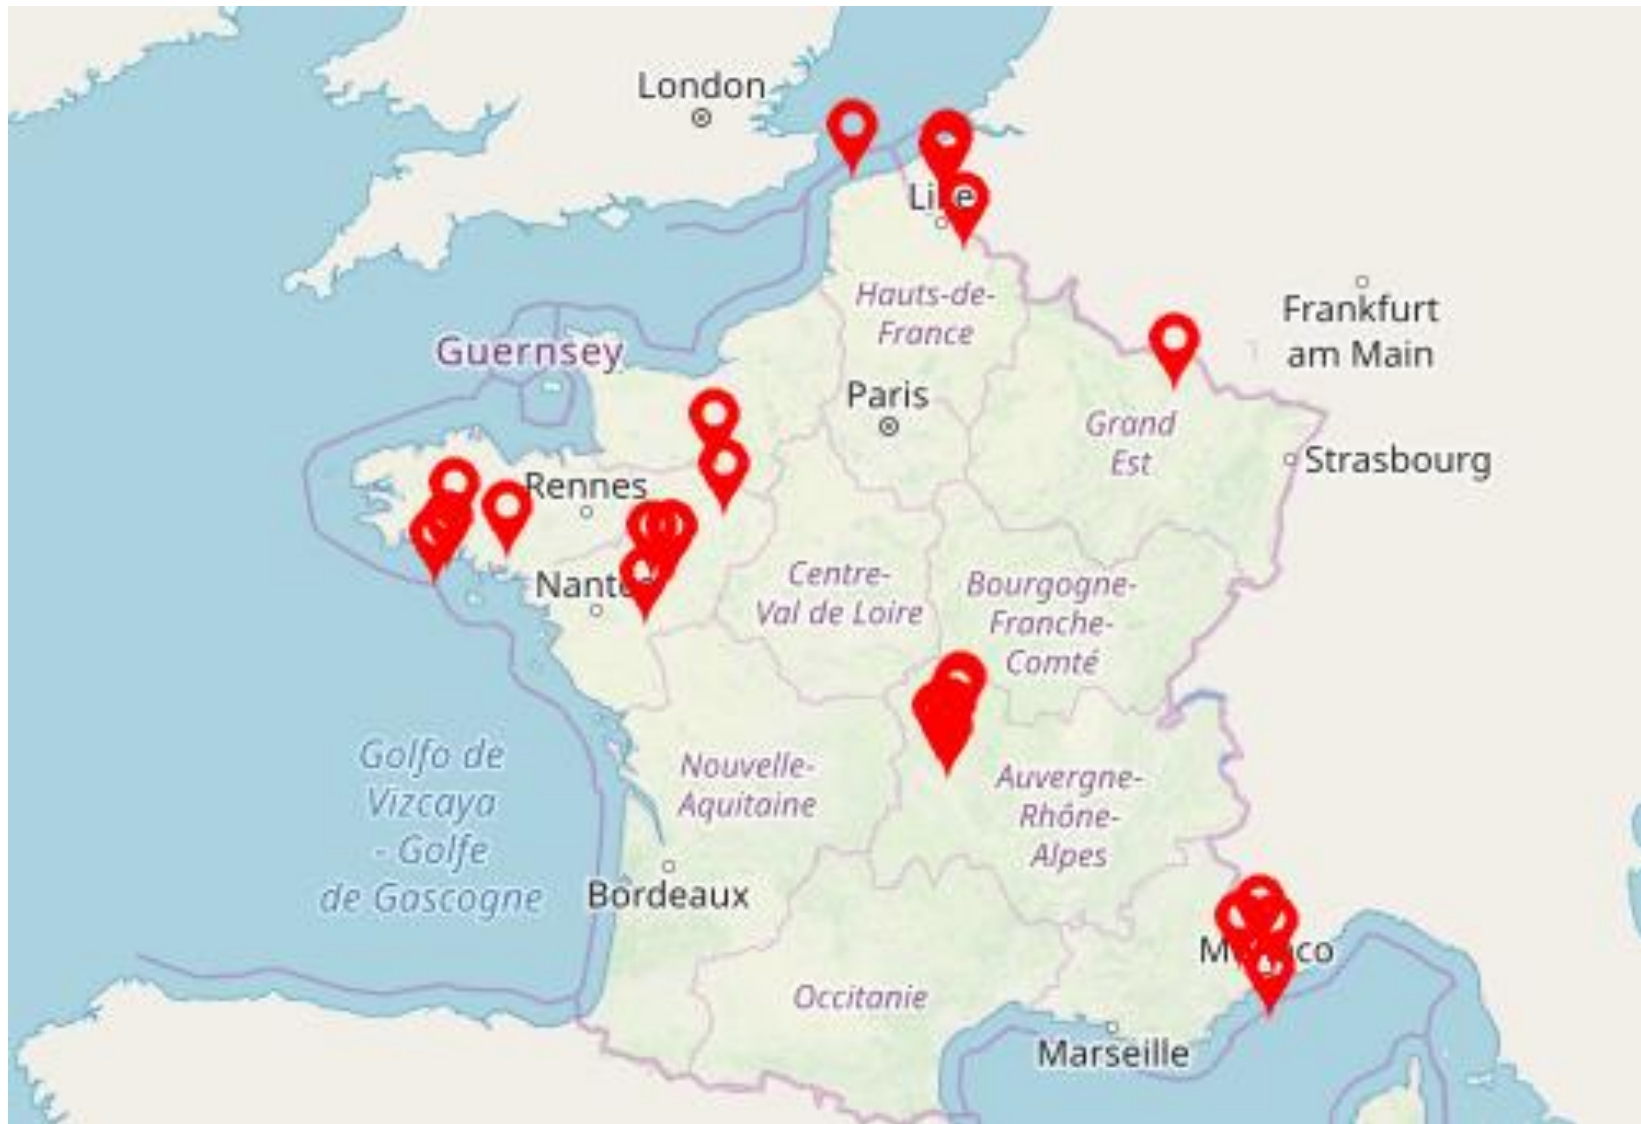 London
Frankfurt
am Main
Hauts-de-
France
Guernsey
Paris
Grand
Est
Strasbourg
Rennes
Centre-
Val de Loire
Bourgogne-
Franche-
Comté
Golfo de
Vizcaya
- Golfe
de Gascogne
Nouvelle-
Aquitaine
Auvergne-
Rhône-
Alpes
Bordeaux
Occitanie
Marseille